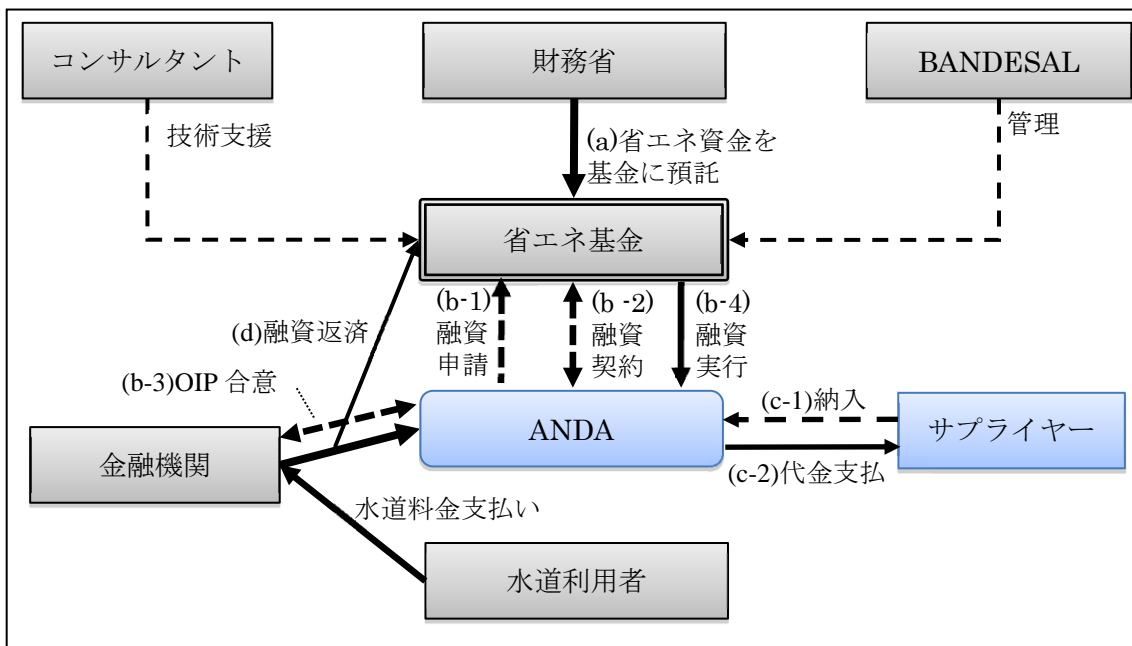 コンサルタント
財務省
BANDESAL
技術支援
(a)省エネ資金を
基金に預託
管理
省エネ基金
(b-1)
融資
申請
(b -2)
融資
契約
(b-4)
融資
実行
(d)融資返済
(b-3)OIP 合意
ANDA
(c-1)納入
サプライヤー
金融機関
(c-2)代金支払
水道料金支払い
水道利用者